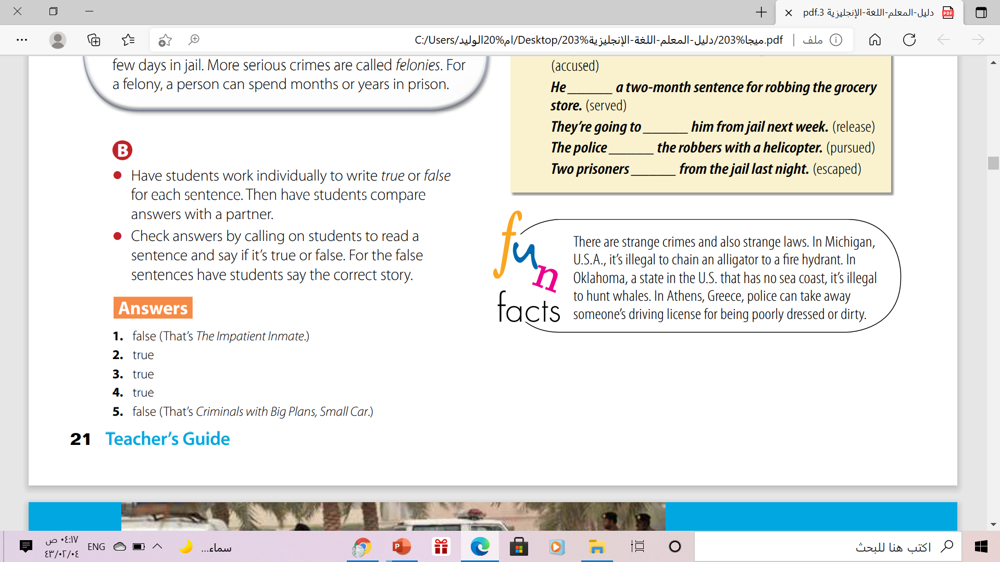 دليل-المعلم-اللغة-الإنجليزية 3.pdf
C:/Users/ام%20الوليد/Desktop/ميجا%203/دليل-المعلم-اللغة-الإنجليزية%203.pdf
ملف
few days in jail. More serious crimes are called felonies. For
a felony, a person can spend months or years in prison.
B
Have students work individually to write true or false
for each sentence. Then have students compare
answers with a partner.
Check answers by calling on students to read a
sentence and say if it's true or false. For the false
sentences have students say the correct story.
Answers
1. false (That's The Impatient Inmate.)
2. true
3. true
4. true
5. false (That's Criminals with Big Plans, Small Car.)
21 Teacher's Guide
(accused)
He ______ a two-month sentence for robbing the grocery
store. (served)
They're going to ______ him from jail next week. (release)
The police ______ the robbers with a helicopter. (pursued)
Two prisoners ______ from the jail last night. (escaped)
fun
facts
There are strange crimes and also strange laws. In Michigan,
U.S.A., it's illegal to chain an alligator to a fire hydrant. In
Oklahoma, a state in the U.S. that has no sea coast, it's illegal
to hunt whales. In Athens, Greece, police can take away
someone's driving license for being poorly dressed or dirty.
٠٤:١٧ ص
٤٣/٠٢/٠٤
ENG
سماء...
اكتب هنا للبحث